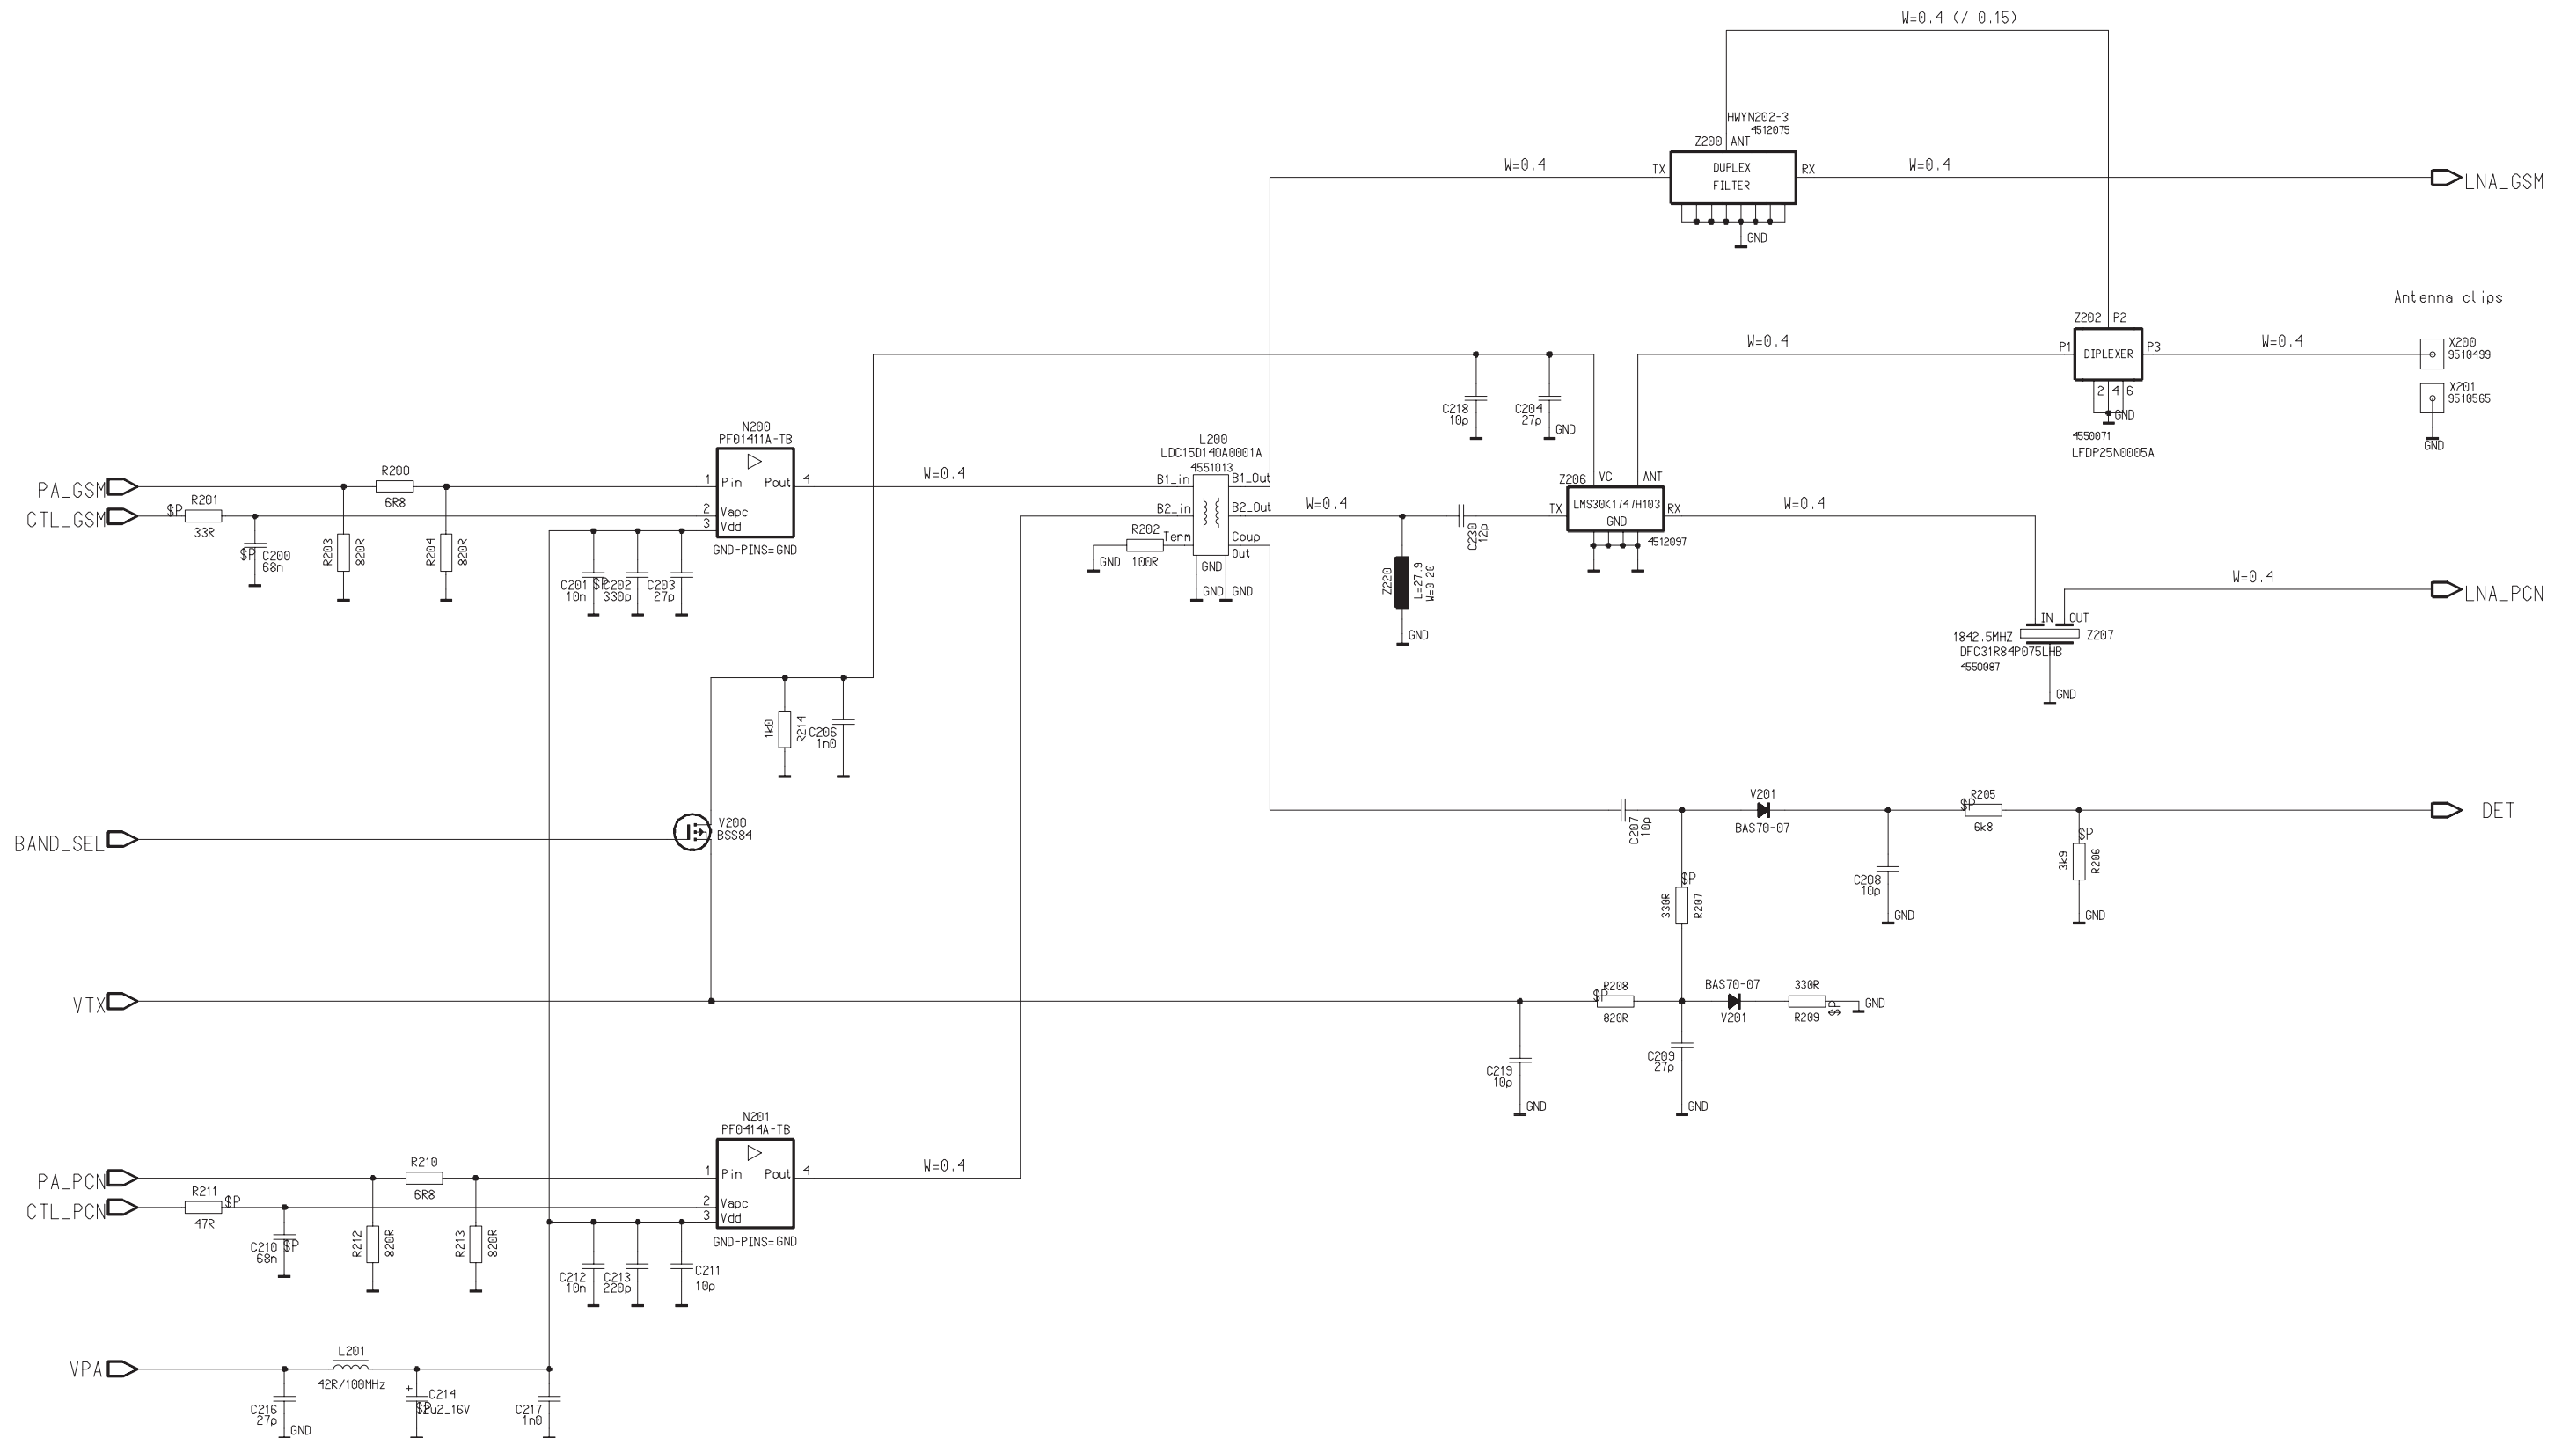 W=0.4 (/ 0.15)
HWYN202-3
4512075
Z200
ANT
W=0.4
TX
DUPLEX
FILTER
RX
W=0.4
LNA_GSM
GND
Antenna clips
Z202
P2
W=0.4
P1
DIPLEXER
P3
W=0.4
X200
9510499
2
4
6
GND
X201
9510565
GND
4550071
LFDP25N0005A
C218
10p
C204
27p
GND
N200
PF01411A-TB
L200
LDC15D140A0001A
4551013
PA_GSM
R200
6R8
1
Pin
Pout
4
W=0.4
B1_in
B1_Out
CTL_GSM
$P
R201
33R
2
Vapc
3
Vdd
GND-PINS=GND
B2_in
B2_Out
W=0.4
Z206
VC
ANT
TX
LMS30K1747H103
GND
RX
W=0.4
4512097
$P
C200
68n
R203
820R
R204
820R
C201
10n
$P
C202
330p
C203
27p
R202
100R
GND
Term
Coup
Out
GND
GND
GND
C230
12p
Z220
L=27.9
W=0.20
GND
W=0.4
LNA_PCN
IN
OUT
1842.5MHZ
Z207
DFC31R84P075LHB
4550087
GND
1k0
R214
C206
1n0
BAND_SEL
V200
BSS84
C207
10p
V201
BAS70-07
$P
R205
6k8
DET
$P
3k9
R206
GND
C208
10p
GND
$P
330R
R207
VTX
$P
R208
820R
BAS70-07
V201
330R
R209
$P
GND
C219
10p
GND
C209
27p
GND
N201
PF0414A-TB
PA_PCN
R210
6R8
1
Pin
Pout
4
W=0.4
CTL_PCN
R211
$P
47R
2
Vapc
3
Vdd
GND-PINS=GND
C210
$P
68n
R212
820R
R213
820R
C212
10n
C213
220p
C211
10p
VPA
L201
42R/100MHz
C216
27p
GND
+
C214
$P
2u2_16V
C217
1n0